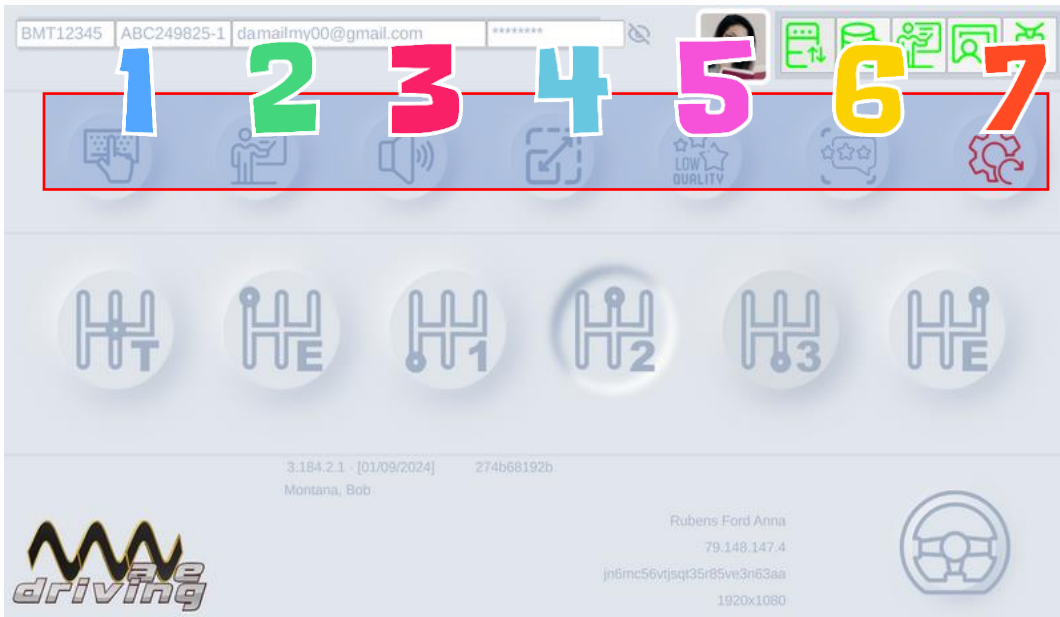 BMT12345 ABC249825-1 damailmy00@gmail.com ********
1 2 3 4 5 6 7
LOW
QUALITY
T E 1 2 3 E
3.184.2.1 - [01/09/2024] 274b68192b
Montana, Bob
Rubens Ford Anna
79.148.147.4
jn6mc56vtjsqt35r85ve3n63aa
1920x1080
driving